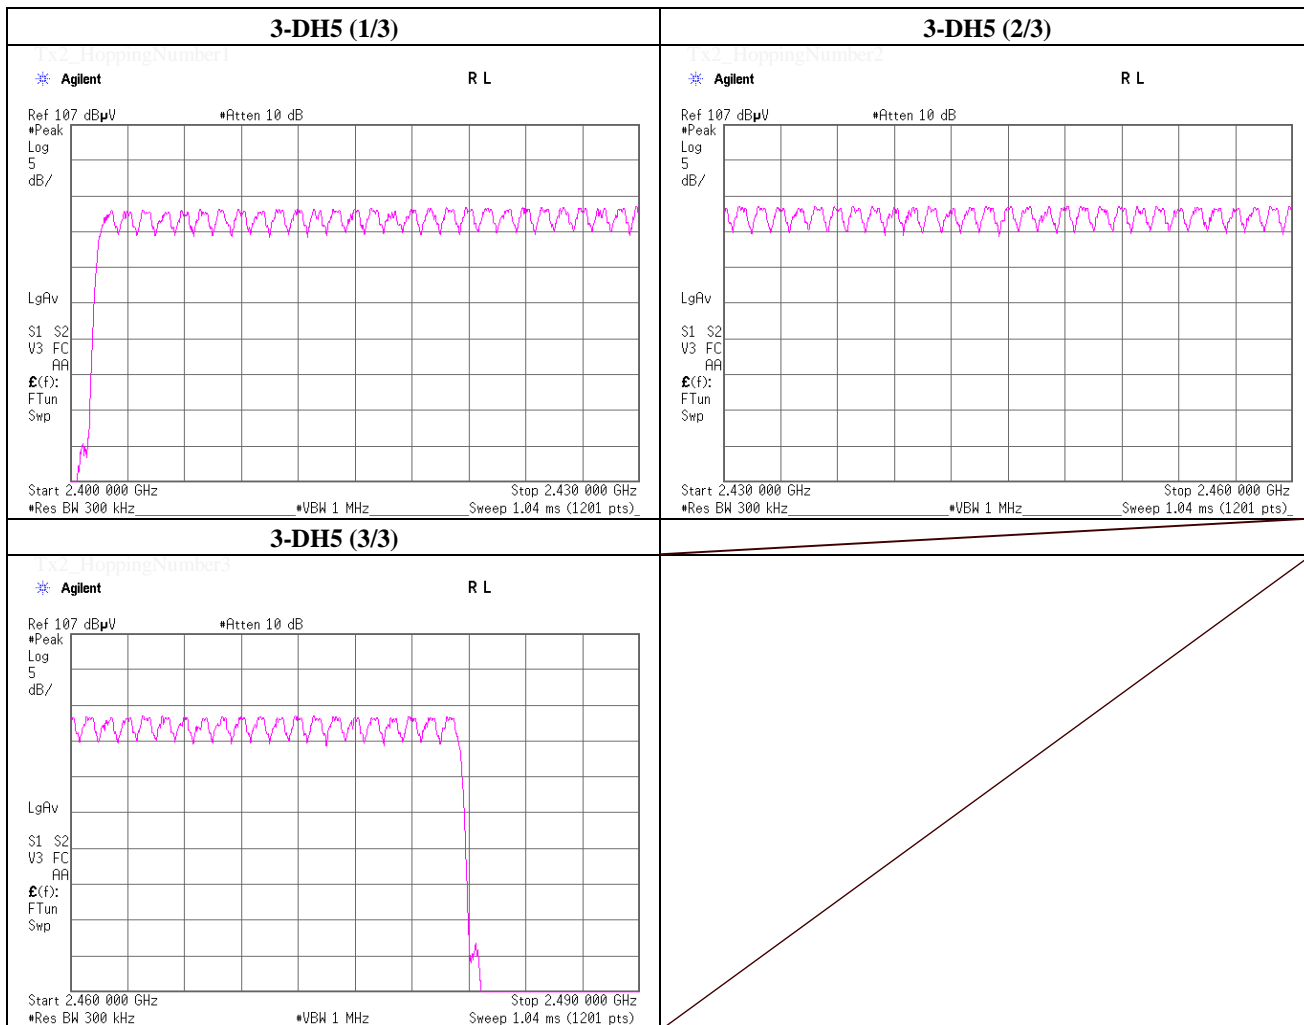 3-DH5 (1/3)
Tx2_HoppingNumber1
Agilent
R L
Ref 107 dBµV
#Atten 10 dB
#Peak
Log
5
dB/
LgAv
S1 S2
V3 FC
AA
£(f):
FTun
Swp
Start 2.400 000 GHz
Stop 2.430 000 GHz
#Res BW 300 kHz
#VBW 1 MHz
Sweep 1.04 ms (1201 pts)
3-DH5 (2/3)
Tx2_HoppingNumber2
Agilent
R L
Ref 107 dBµV
#Atten 10 dB
#Peak
Log
5
dB/
LgAv
S1 S2
V3 FC
AA
£(f):
FTun
Swp
Start 2.430 000 GHz
Stop 2.460 000 GHz
#Res BW 300 kHz
#VBW 1 MHz
Sweep 1.04 ms (1201 pts)
3-DH5 (3/3)
Tx2_HoppingNumber3
Agilent
R L
Ref 107 dBµV
#Atten 10 dB
#Peak
Log
5
dB/
LgAv
S1 S2
V3 FC
AA
£(f):
FTun
Swp
Start 2.460 000 GHz
Stop 2.490 000 GHz
#Res BW 300 kHz
#VBW 1 MHz
Sweep 1.04 ms (1201 pts)